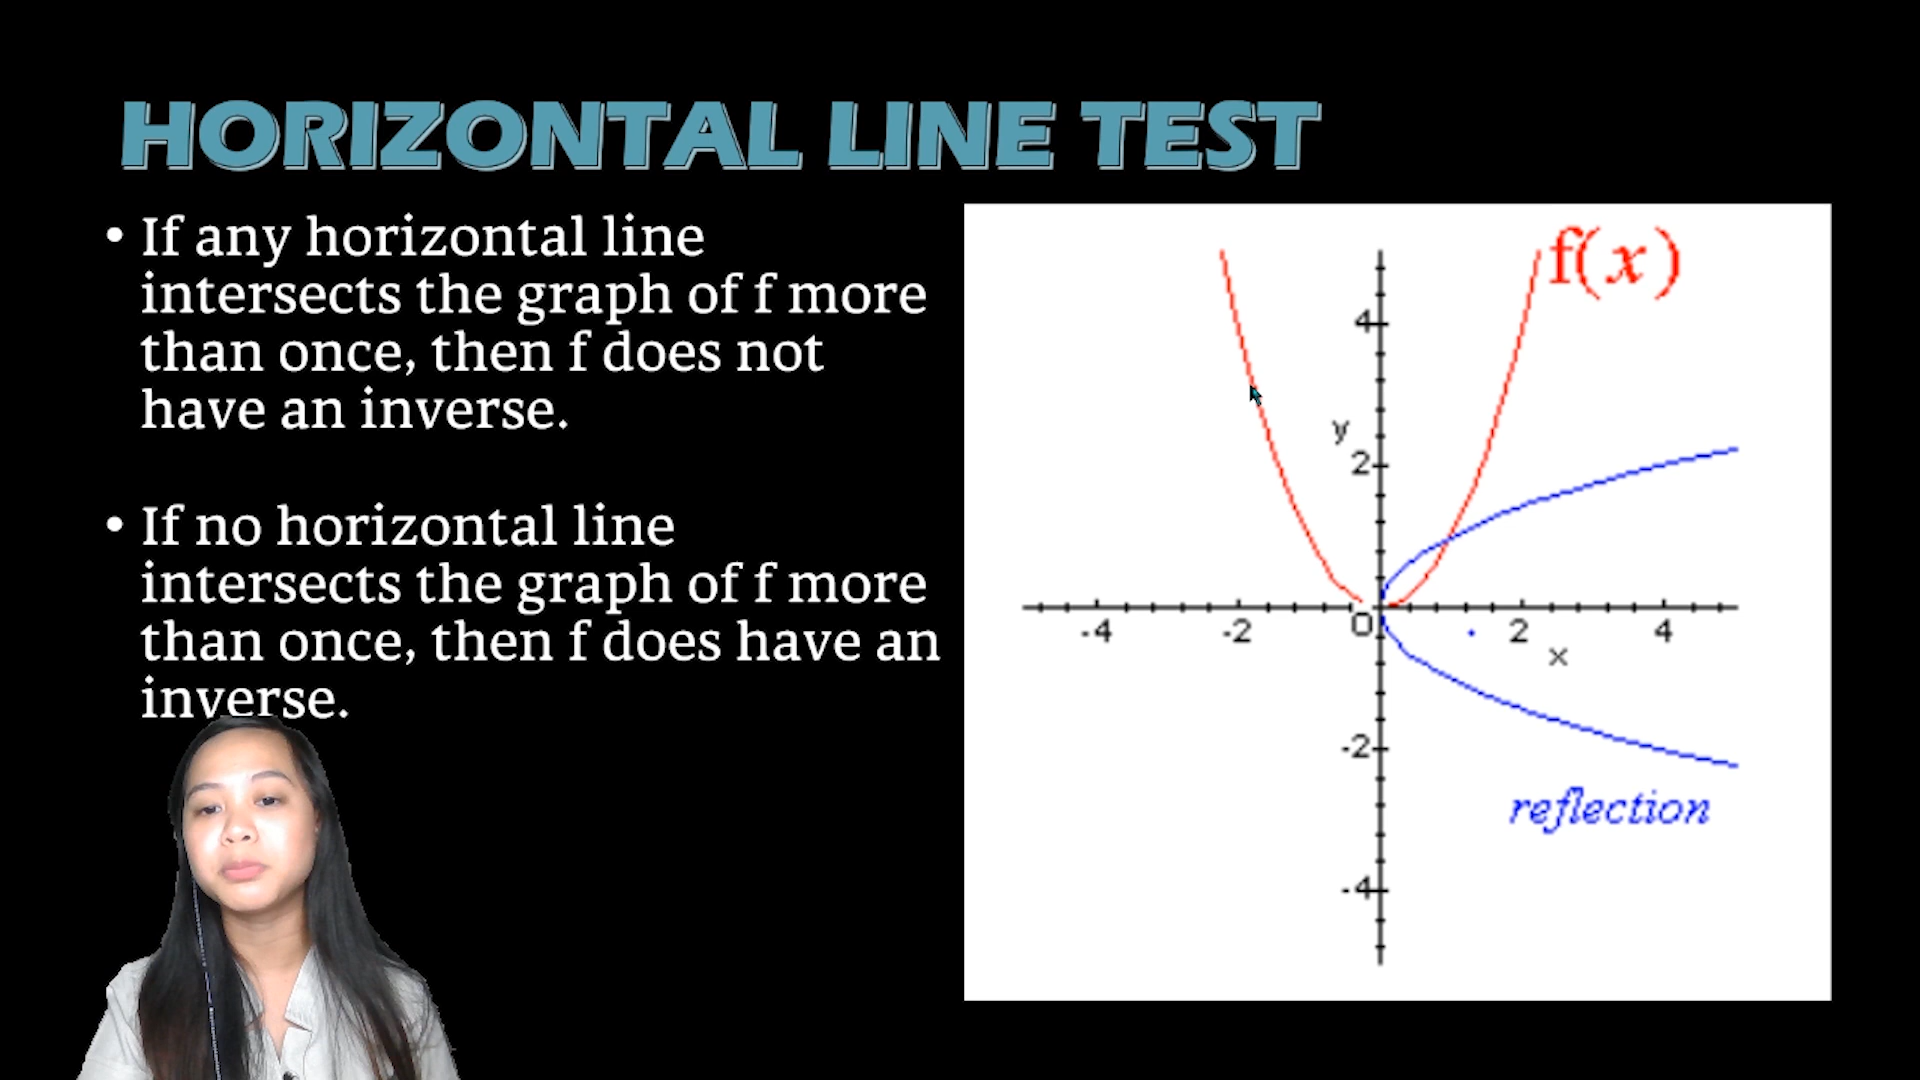 HORIZONTAL LINE TEST
• If any horizontal line
intersects the graph of f more
than once, then f does not
have an inverse.
• If no horizontal line
intersects the graph of f more
than once, then f does have an
inverse.
f(x)
4
y
2
-4 -2 0 2 4
x
-2
reflection
-4